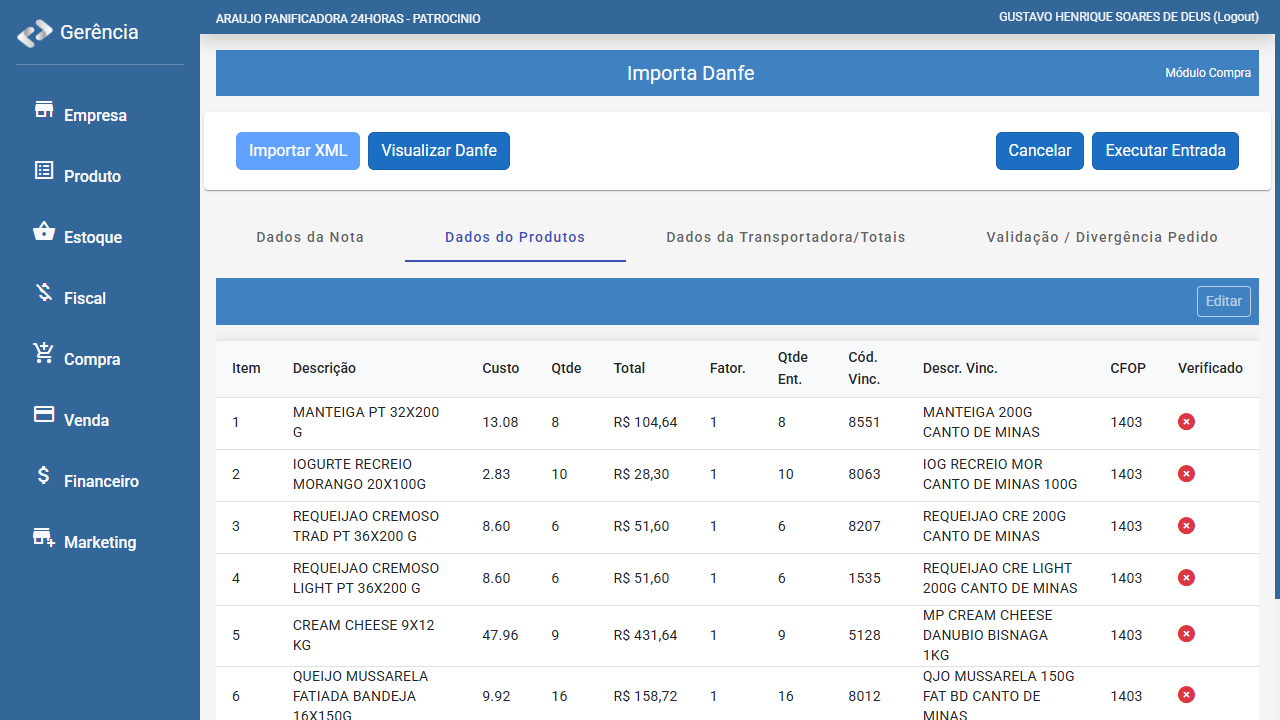 Gerência
ARAUJO PANIFICADORA 24HORAS - PATROCINIO
GUSTAVO HENRIQUE SOARES DE DEUS (Logout)
Empresa
Produto
Estoque
Fiscal
Compra
Venda
Financeiro
Marketing
Importa Danfe
Módulo Compra
Importar XML Visualizar Danfe Cancelar Executar Entrada
Dados da Nota Dados do Produtos Dados da Transportadora/Totais Validação / Divergência Pedido
Editar
Item Descrição Custo Qtde Total Fator. Qtde Ent. Cód. Vinc. Descr. Vinc. CFOP Verificado
1 MANTEIGA PT 32X200 G 13.08 8 R$ 104,64 1 8 8551 MANTEIGA 200G CANTO DE MINAS 1403
2 IOGURTE RECREIO MORANGO 20X100G 2.83 10 R$ 28,30 1 10 8063 IOG RECREIO MOR CANTO DE MINAS 100G 1403
3 REQUEIJAO CREMOSO TRAD PT 36X200 G 8.60 6 R$ 51,60 1 6 8207 REQUEIJAO CRE 200G CANTO DE MINAS 1403
4 REQUEIJAO CREMOSO LIGHT PT 36X200 G 8.60 6 R$ 51,60 1 6 1535 REQUEIJAO CRE LIGHT 200G CANTO DE MINAS 1403
5 CREAM CHEESE 9X12 KG 47.96 9 R$ 431,64 1 9 5128 MP CREAM CHEESE DANUBIO BISNAGA 1KG 1403
6 QUEIJO MUSSARELA FATIADA BANDEJA 16X150G 9.92 16 R$ 158,72 1 16 8012 QJO MUSSARELA 150G FAT BD CANTO DE MINAS 1403